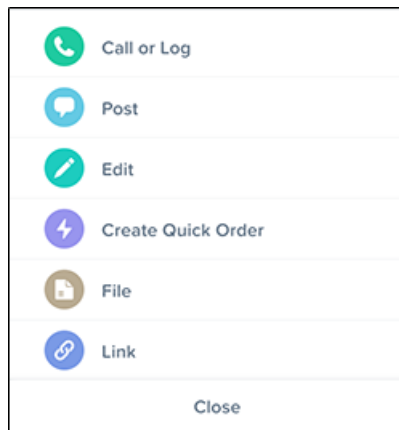 Call or Log
Post
Edit
Create Quick Order
File
Link
Close